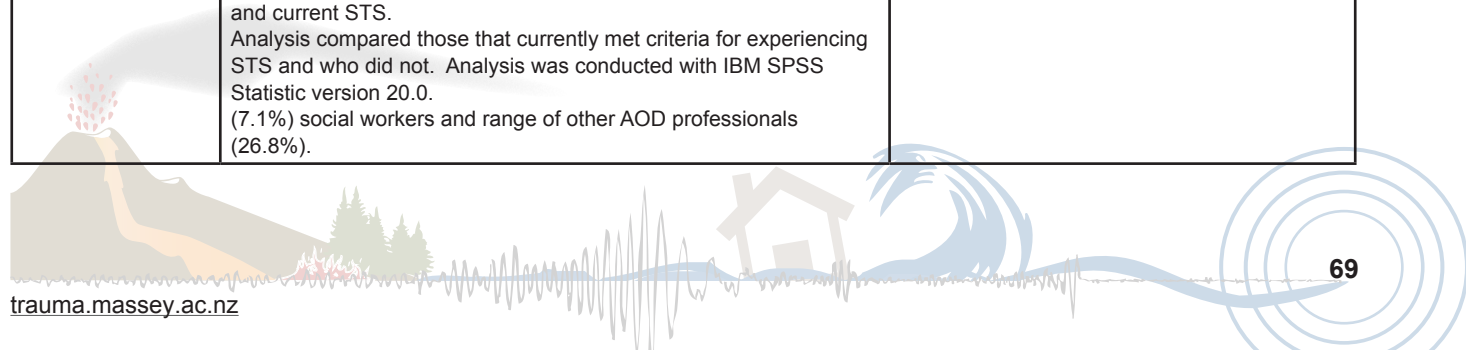 and current STS.
Analysis compared those that currently met criteria for experiencing
STS and who did not.  Analysis was conducted with IBM SPSS
Statistic version 20.0.
(7.1%) social workers and range of other AOD professionals
(26.8%).
69
trauma.massey.ac.nz